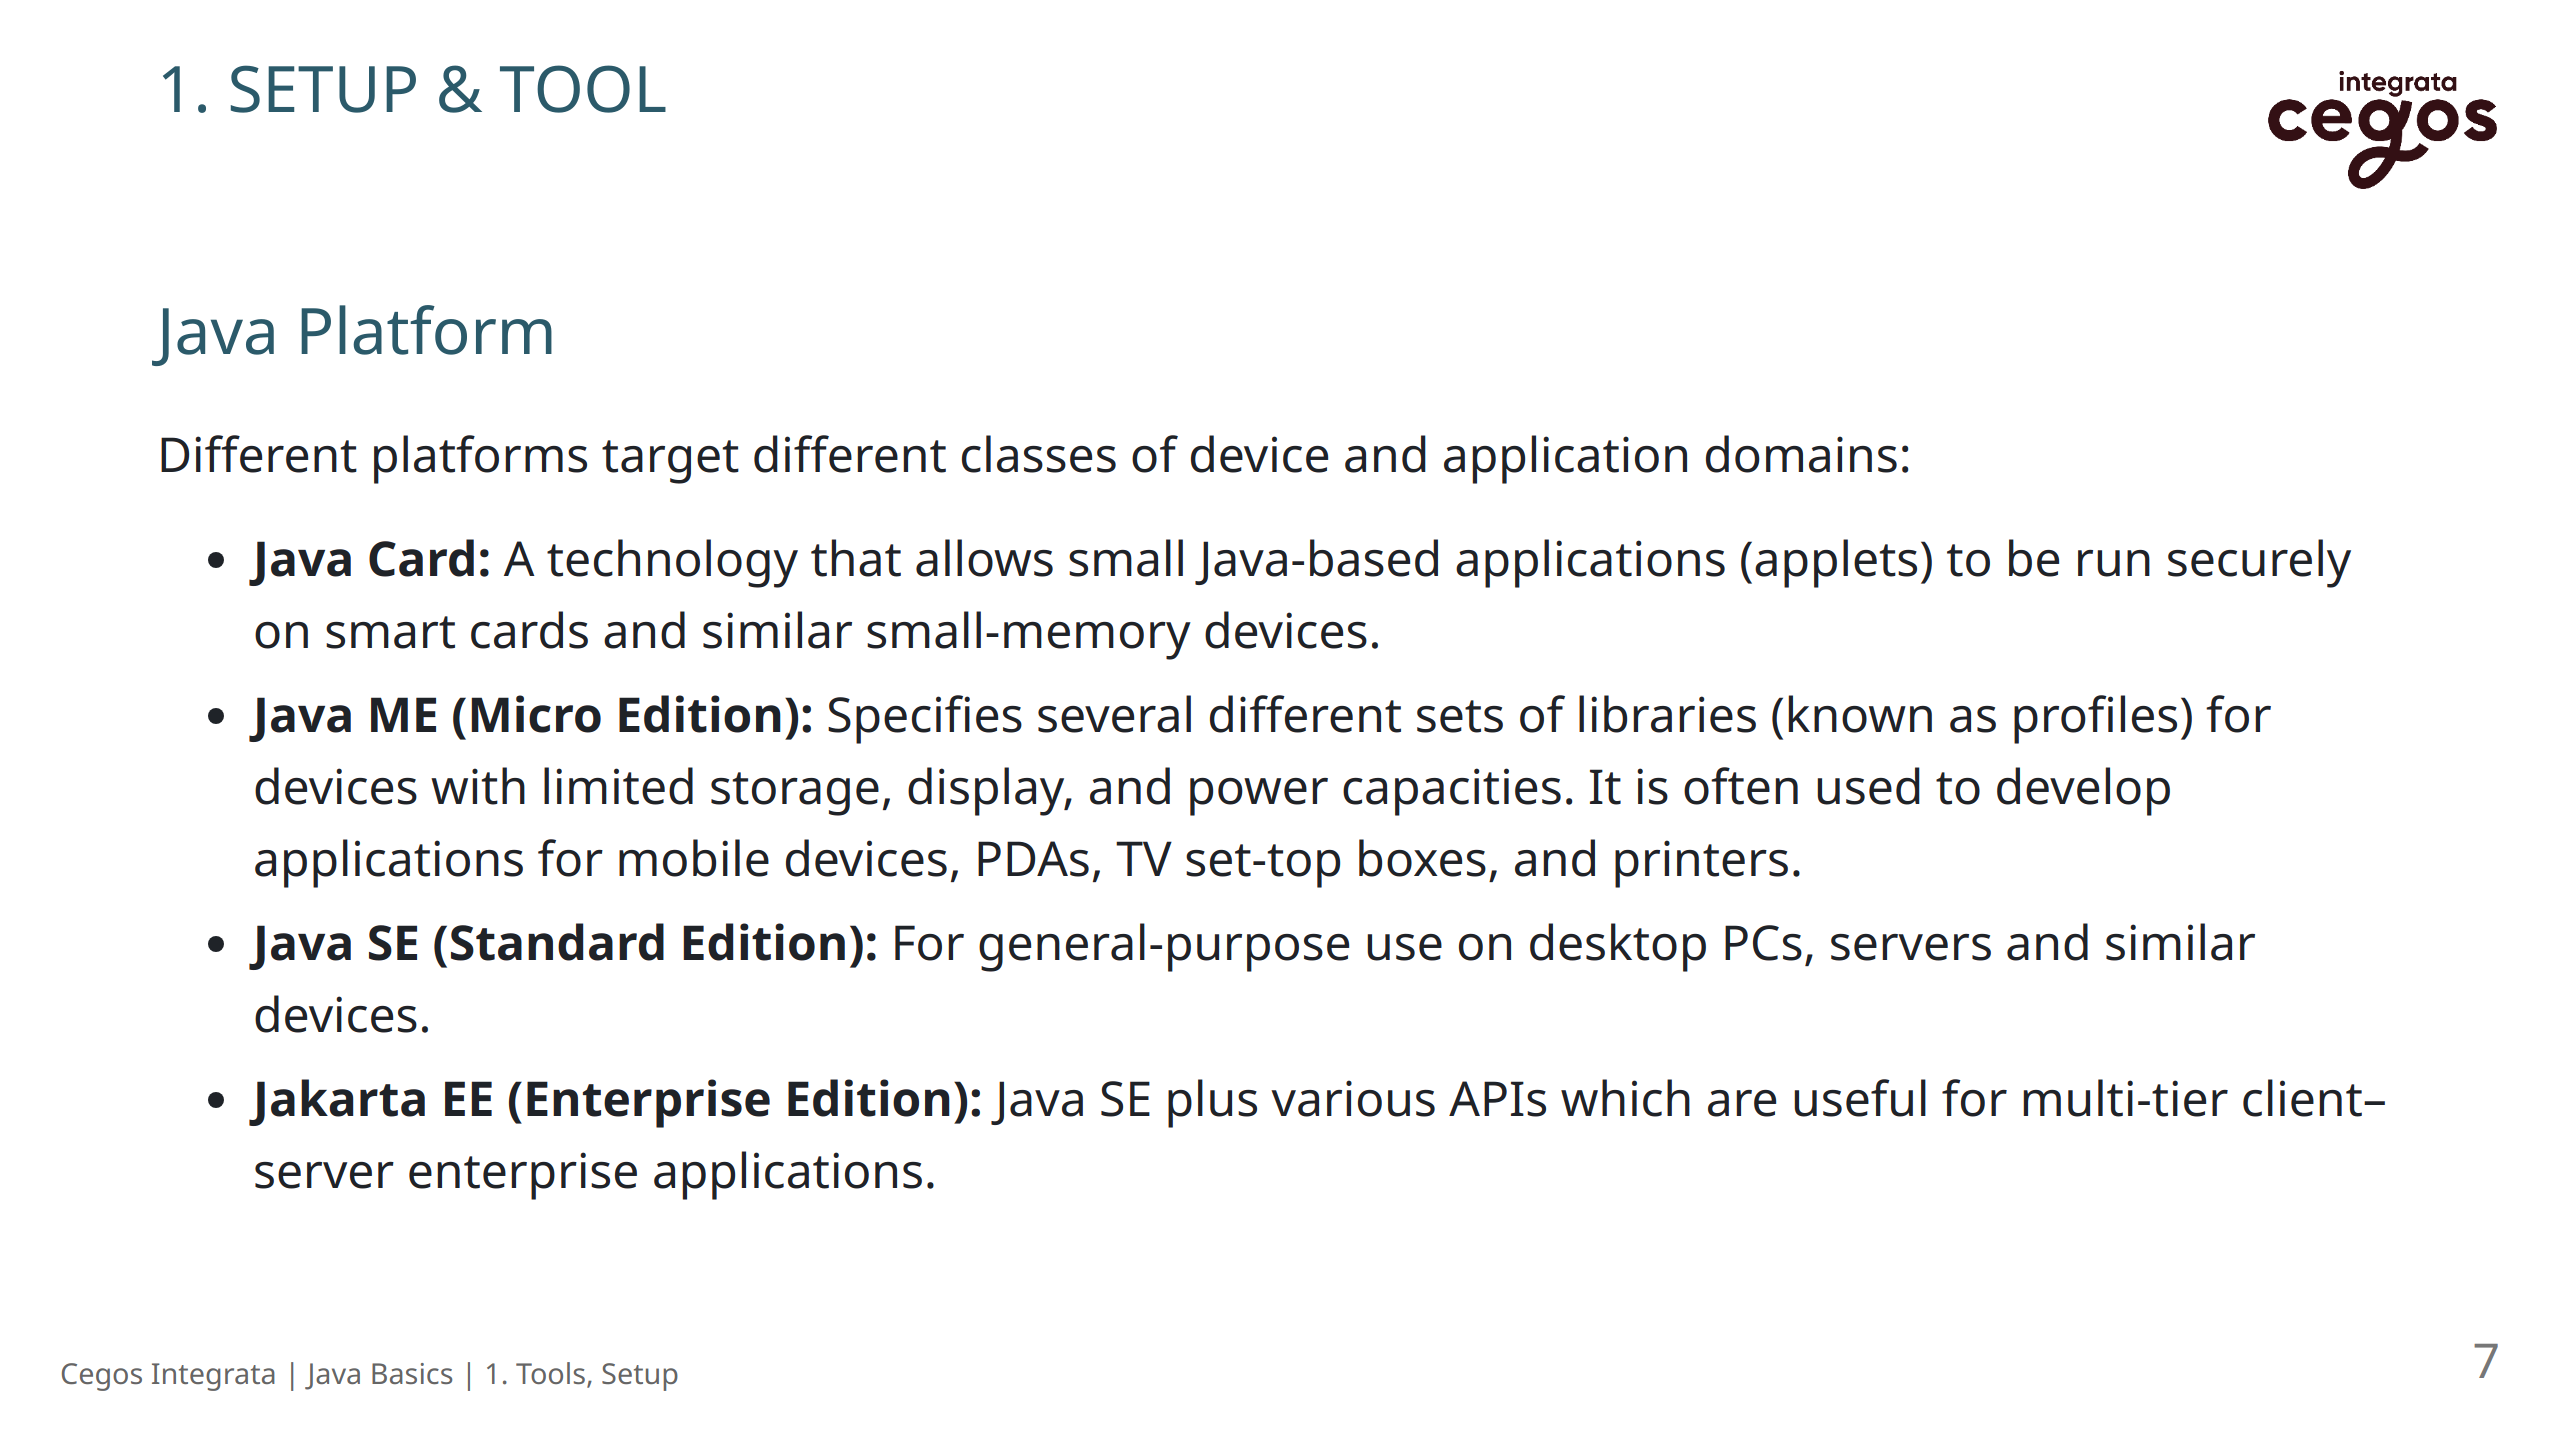 1. SETUP & TOOL
integrata
cegos
Java Platform
Different platforms target different classes of device and application domains:
• Java Card: A technology that allows small Java-based applications (applets) to be run securely
on smart cards and similar small-memory devices.
• Java ME (Micro Edition): Specifies several different sets of libraries (known as profiles) for
devices with limited storage, display, and power capacities. It is often used to develop
applications for mobile devices, PDAs, TV set-top boxes, and printers.
• Java SE (Standard Edition): For general-purpose use on desktop PCs, servers and similar
devices.
• Jakarta EE (Enterprise Edition): Java SE plus various APIs which are useful for multi-tier client–
server enterprise applications.
Cegos Integrata | Java Basics | 1. Tools, Setup
7